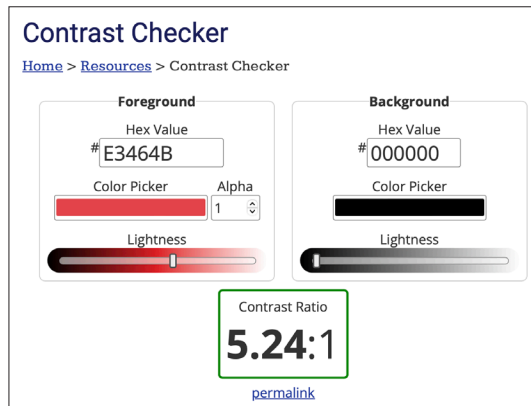 Contrast Checker
Home > Resources > Contrast Checker
Foreground
Hex Value
# E3464B
Color Picker Alpha
1
Lightness
Background
Hex Value
# 000000
Color Picker
Lightness
Contrast Ratio
5.24:1
permalink